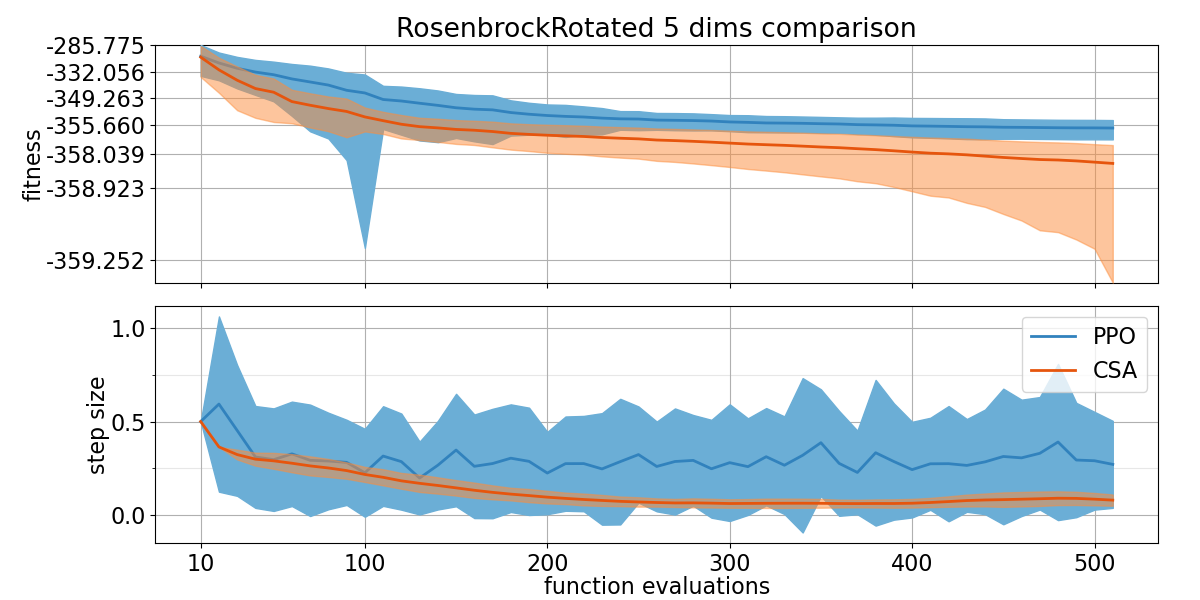 RosenbrockRotated 5 dims comparison
-285.775
-332.056
-349.263
-355.660
-358.039
-358.923
-359.252
fitness
1.0
0.5
0.0
step size
PPO
CSA
10
100
200
300
400
500
function evaluations